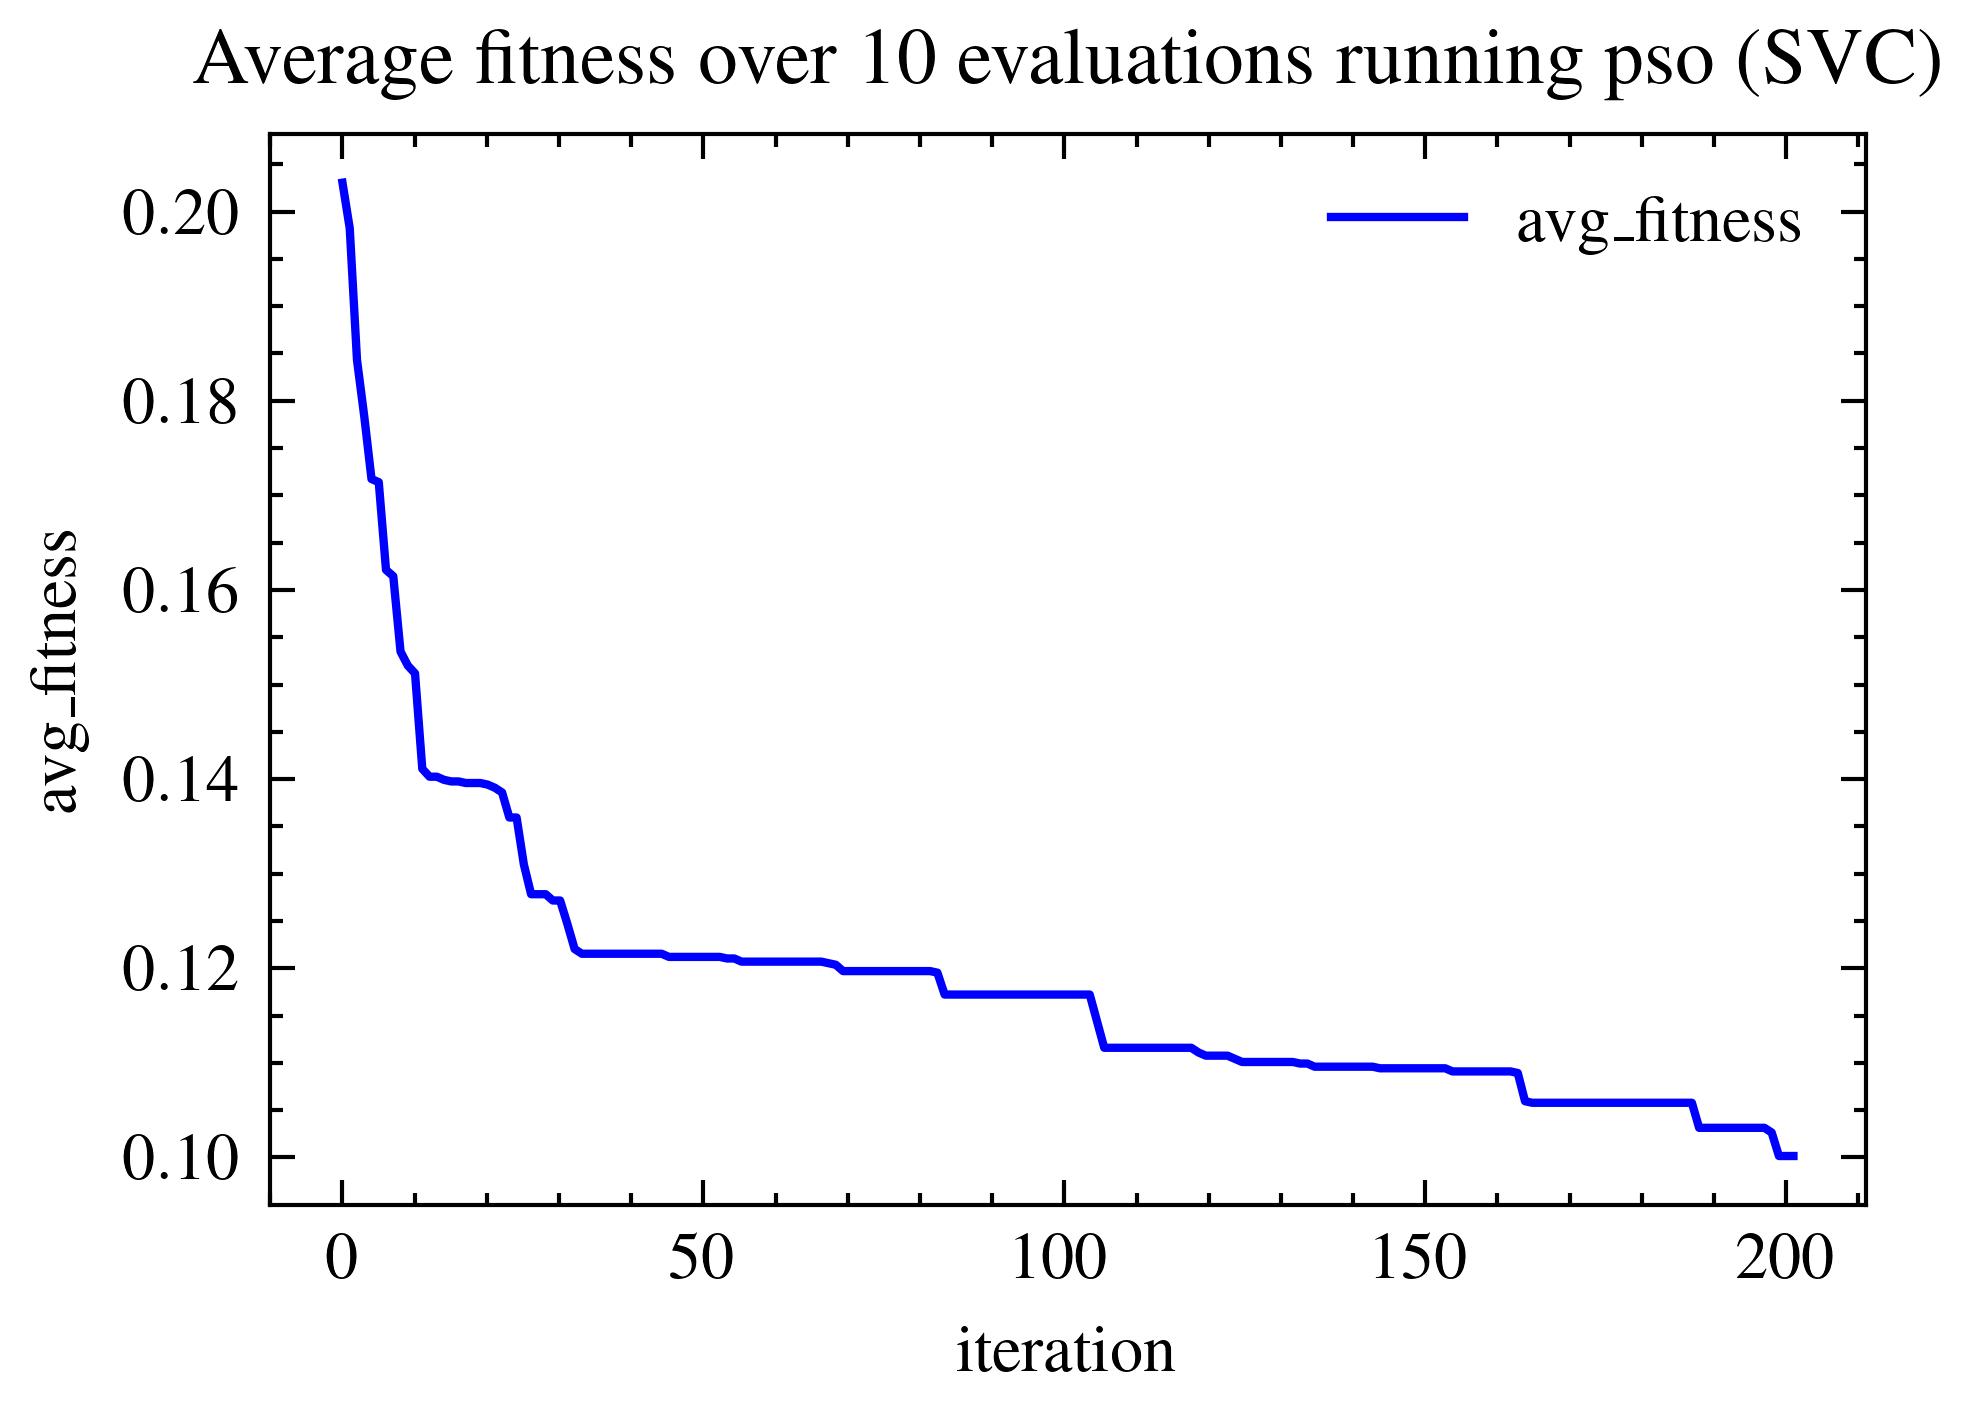 Average fitness over 10 evaluations running pso (SVC)
avg_fitness
0.20
0.18
0.16
0.14
0.12
0.10
avg_fitness
0 50 100 150 200
iteration